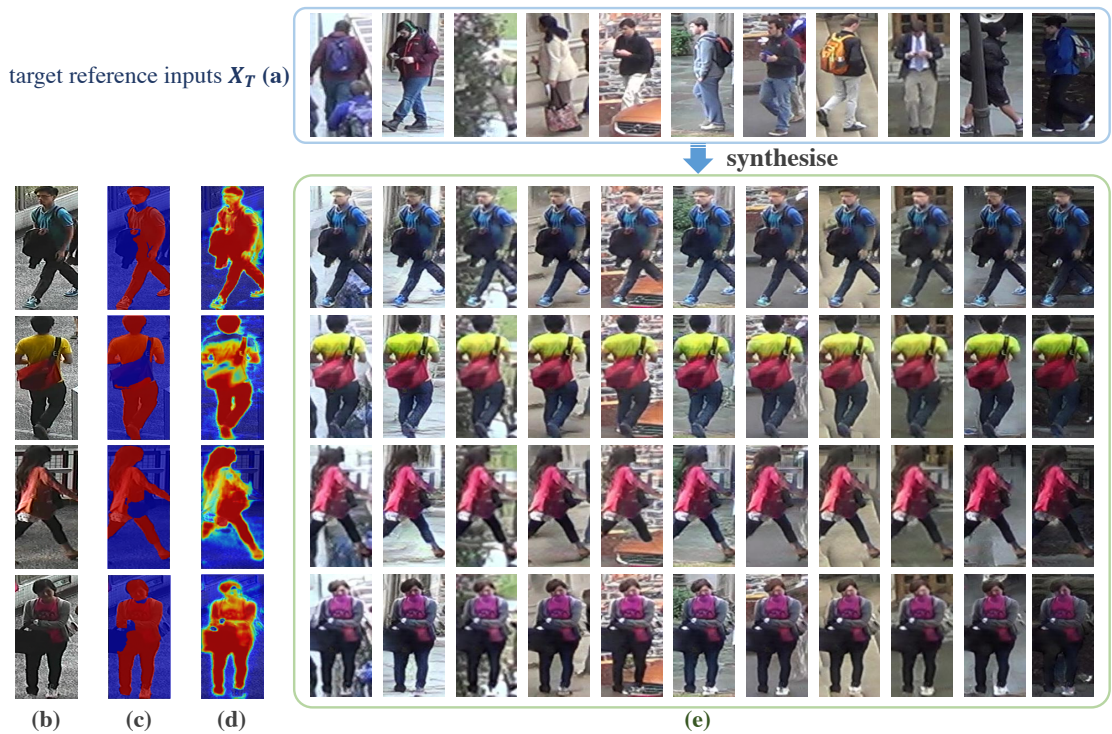 target reference inputs X_T (a)
synthesise
(b) (c) (d) (e)